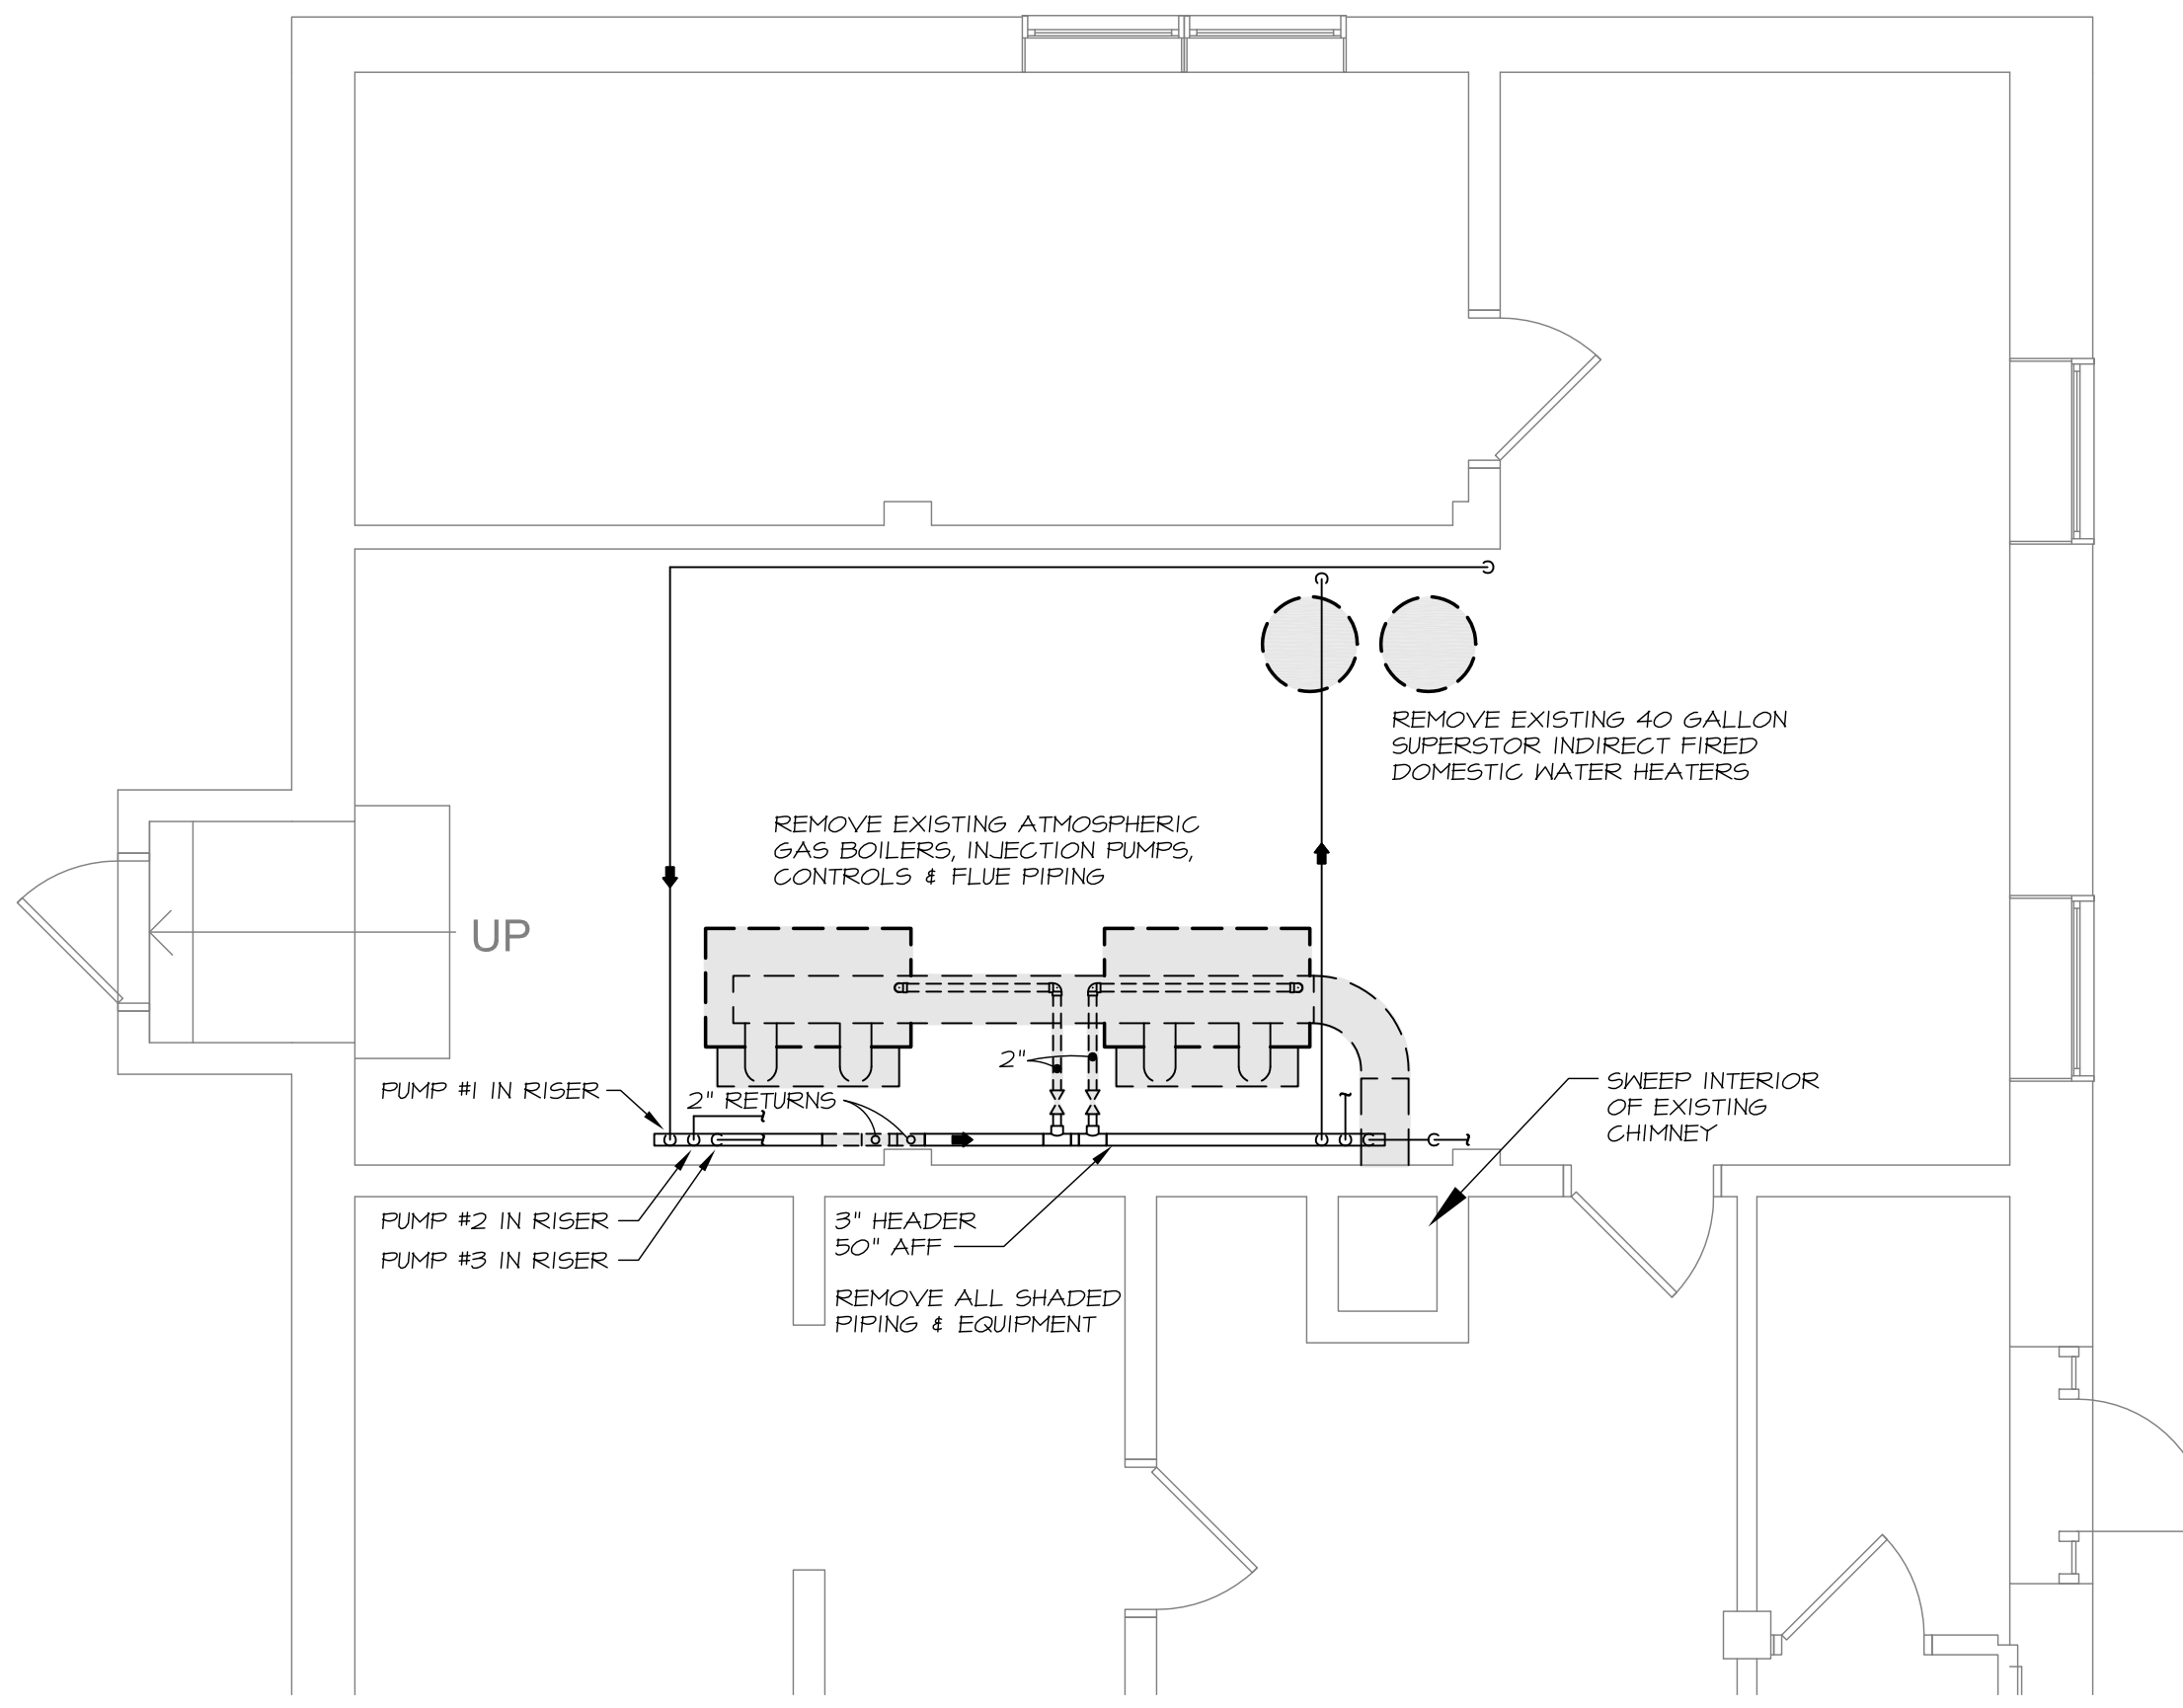 REMOVE EXISTING 40 GALLON
SUPERSTOR INDIRECT FIRED
DOMESTIC WATER HEATERS
REMOVE EXISTING ATMOSPHERIC
GAS BOILERS, INJECTION PUMPS,
CONTROLS & FLUE PIPING
UP
2"
PUMP #1 IN RISER
2" RETURNS
SWEEP INTERIOR
OF EXISTING
CHIMNEY
PUMP #2 IN RISER
PUMP #3 IN RISER
3" HEADER
50" AFF
REMOVE ALL SHADED
PIPING & EQUIPMENT